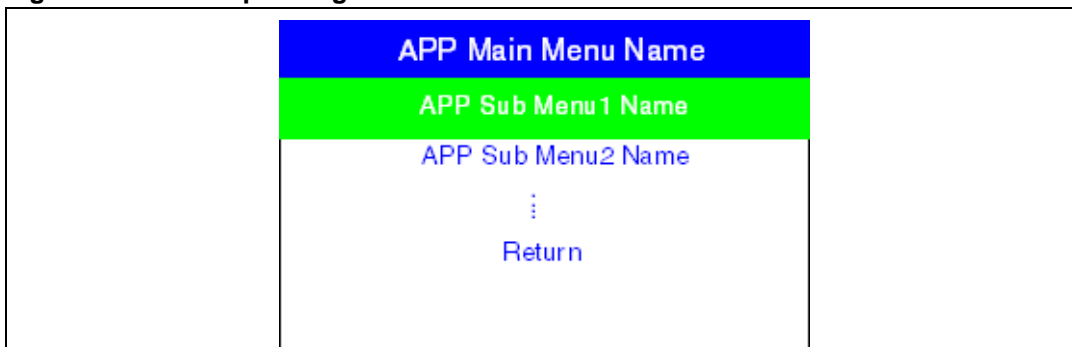 APP Main Menu Name
APP Sub Menu1 Name
APP Sub Menu2 Name
Return